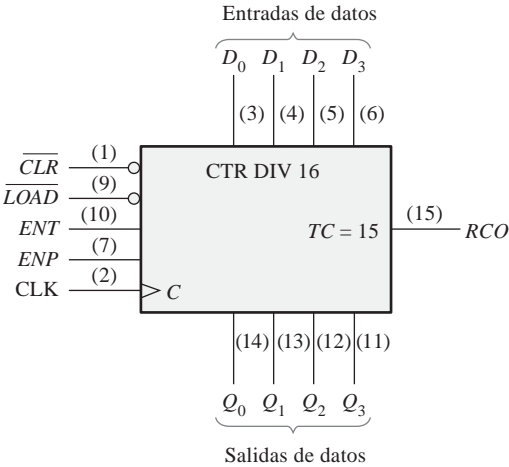 Entradas de datos
D0 D1 D2 D3
(3) (4) (5) (6)
CLR (1)
LOAD (9)
ENT (10)
ENP (7)
CLK (2)
CTR DIV 16
TC = 15
C
(15) RCO
(14) (13) (12) (11)
Q0 Q1 Q2 Q3
Salidas de datos